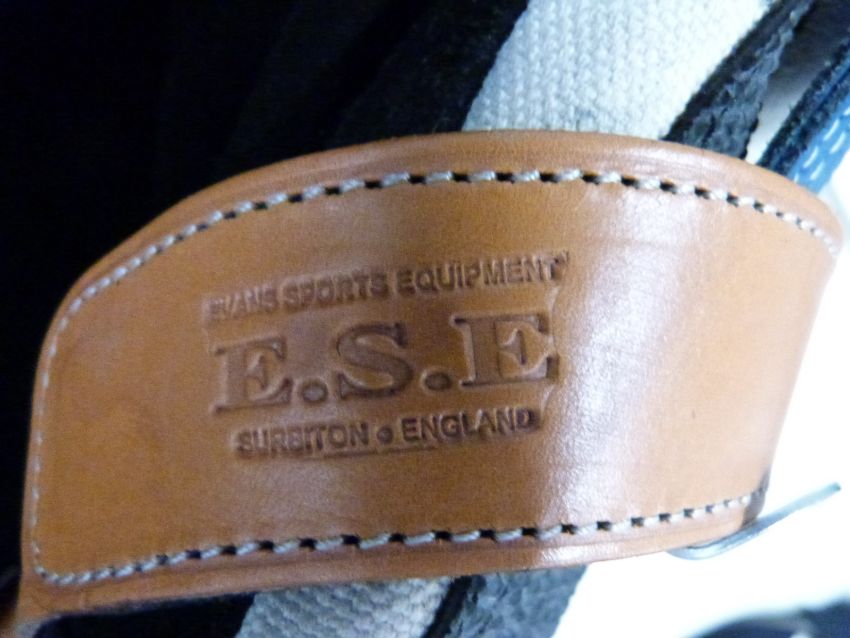 EVANS SPORTS EQUIPMENT
E.S.E
SURBITON • ENGLAND